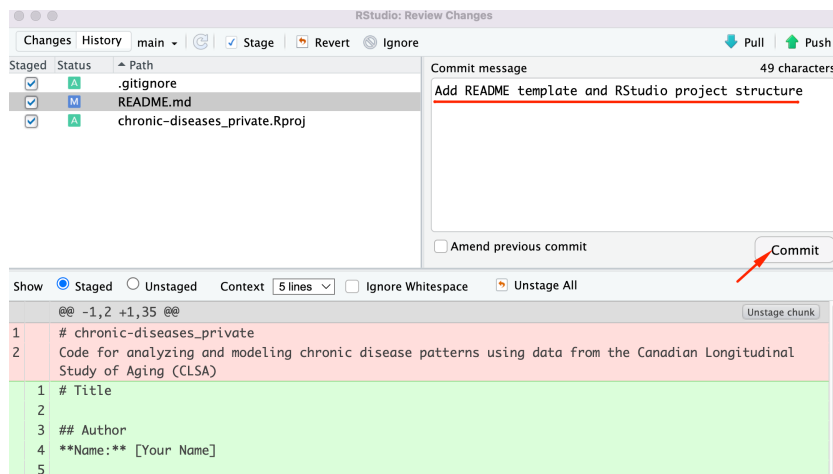 RStudio: Review Changes
Changes History main Stage Revert Ignore Pull Push
Staged Status Path
A .gitignore
M README.md
A chronic-diseases_private.Rproj
Commit message 49 characters
Add README template and RStudio project structure
Amend previous commit
Commit
Show Staged Unstaged Context 5 lines Ignore Whitespace Unstage All
@@ -1,2 +1,35 @@ Unstage chunk
1 # chronic-diseases_private
2 Code for analyzing and modeling chronic disease patterns using data from the Canadian Longitudinal
Study of Aging (CLSA)
1 # Title
2
3 ## Author
4 **Name:** [Your Name]
5